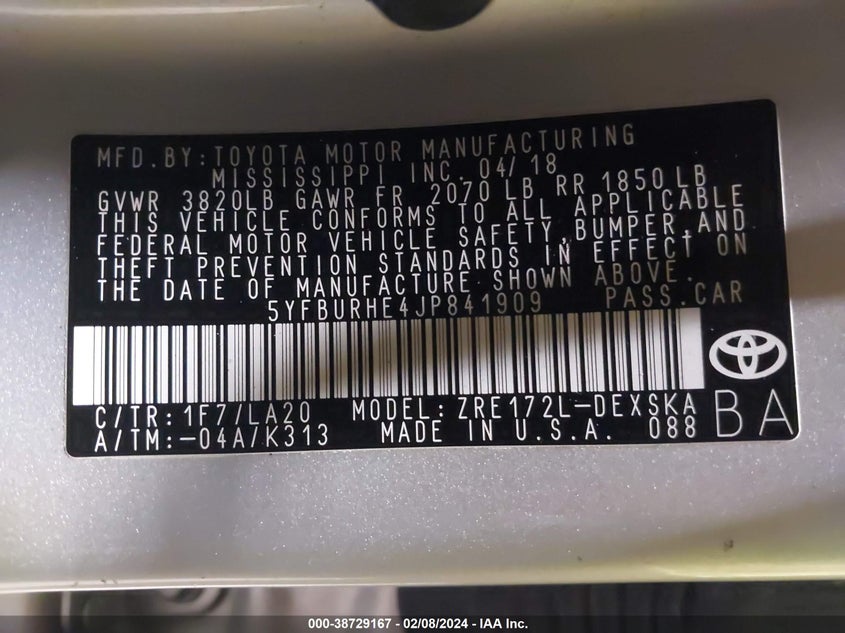 MFD. BY: TOYOTA MOTOR MANUFACTURING
MISSISSIPPI INC. 04/18
GVWR 3820LB GAWR FR 2070 LB RR 1850 LB
THIS VEHICLE CONFORMS TO ALL APPLICABLE
FEDERAL MOTOR VEHICLE SAFETY, BUMPER, AND
THEFT PREVENTION STANDARDS IN EFFECT ON
THE DATE OF MANUFACTURE SHOWN ABOVE.
5YFBURHE4JP841909 PASS. CAR
C/TR: 1F7/LA20 MODEL: ZRE172L-DEXSKA
A/TM: -04A/K313 MADE IN U.S.A. 088 BA
000-38729167 - 02/08/2024 - IAA Inc.